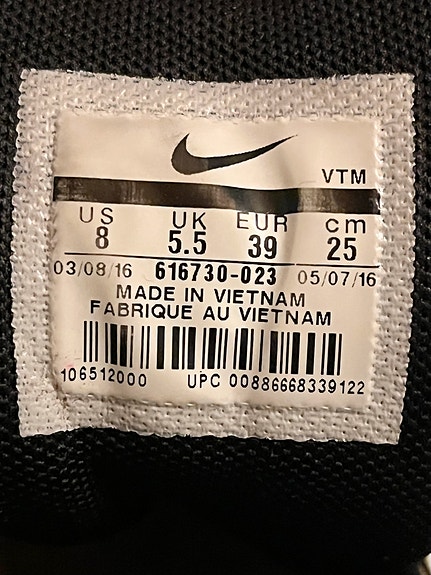 VTM
US UK EUR cm
8 5.5 39 25
03/08/16 616730-023 05/07/16
MADE IN VIETNAM
FABRIQUE AU VIETNAM
106512000 UPC 00886668339122